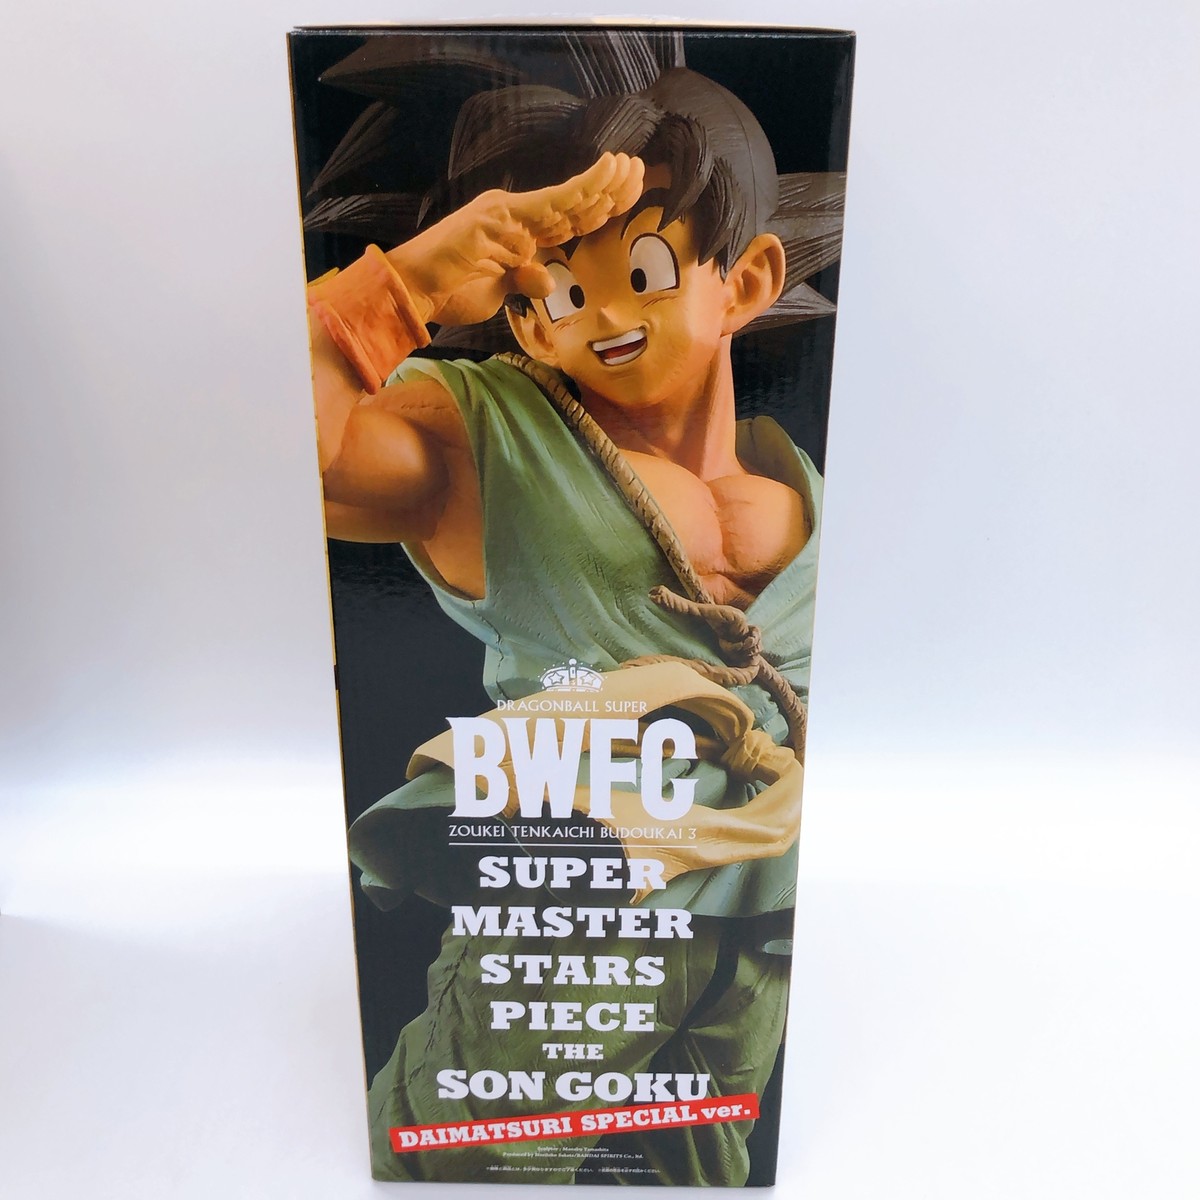 DRAGONBALL SUPER
BWFC
ZOUKEI TENKAICHI BUDOUKAI 3
SUPER
MASTER
STARS
PIECE
THE
SON GOKU
DAIMATSURI SPECIAL ver.